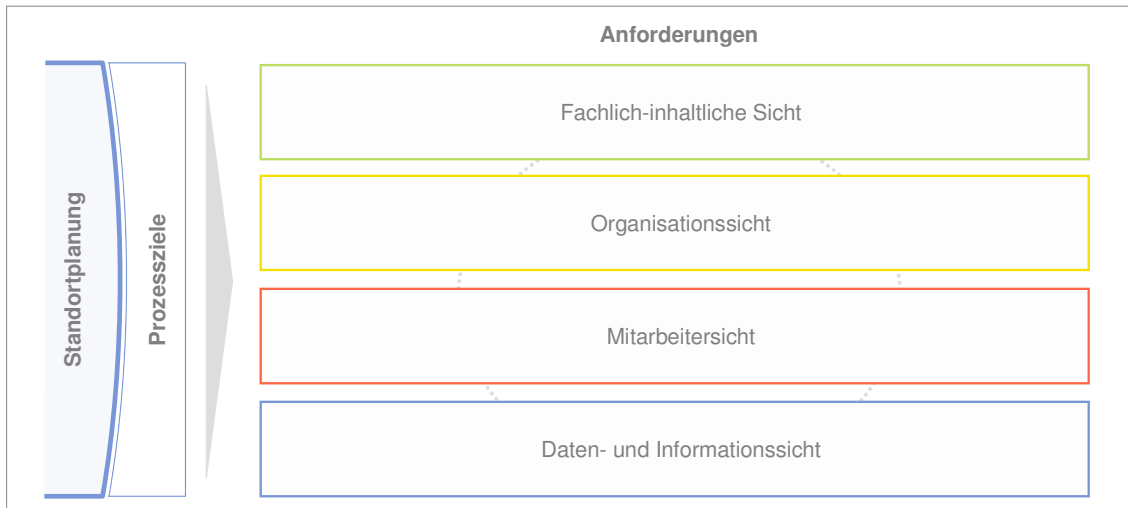 Anforderungen
Standortplanung
Prozessziele
Fachlich-inhaltliche Sicht
Organisationssicht
Mitarbeitersicht
Daten- und Informationssicht